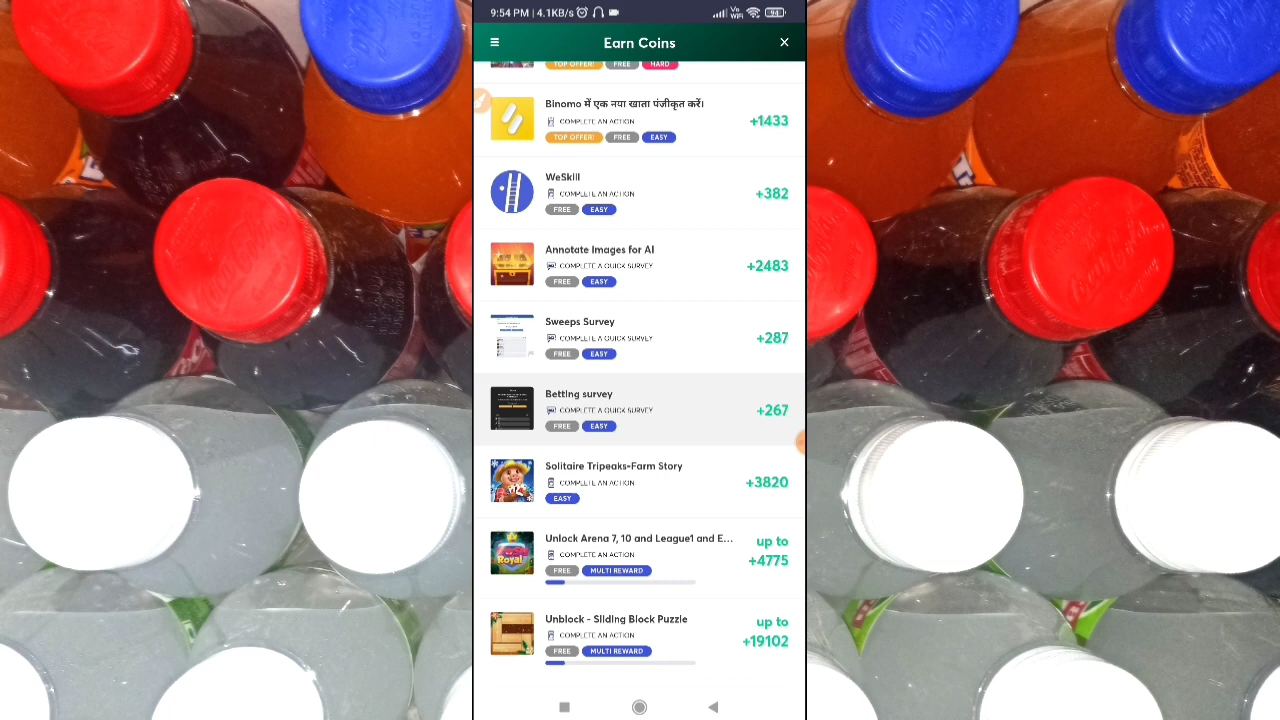 9:54 PM | 4.1KB/s
Vo WiFi 94
Earn Coins
TOP OFFER! FREE HARD
Binomo में एक नया खाता पंजीकृत करें।
COMPLETE AN ACTION
+1433
TOP OFFER! FREE EASY
WeSkill
COMPLETE AN ACTION
+382
FREE EASY
Annotate Images for AI
COMPLETE A QUICK SURVEY
+2483
FREE EASY
Sweeps Survey
COMPLETE A QUICK SURVEY
+287
FREE EASY
Betting survey
COMPLETE A QUICK SURVEY
+267
FREE EASY
Solitaire Tripeaks-Farm Story
COMPLETE AN ACTION
+3820
EASY
Unlock Arena 7, 10 and League1 and E...
up to
COMPLETE AN ACTION
+4775
FREE MULTI REWARD
Royal
Unblock - Sliding Block Puzzle
up to
COMPLETE AN ACTION
+19102
FREE MULTI REWARD